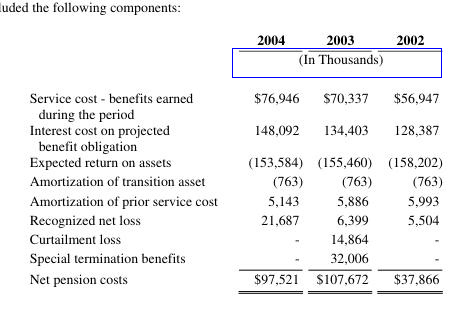 luded the following components:
2004 2003 2002
(In Thousands)
Service cost - benefits earned $76,946 $70,337 $56,947
during the period
Interest cost on projected 148,092 134,403 128,387
benefit obligation
Expected return on assets (153,584) (155,460) (158,202)
Amortization of transition asset (763) (763) (763)
Amortization of prior service cost 5,143 5,886 5,993
Recognized net loss 21,687 6,399 5,504
Curtailment loss - 14,864 -
Special termination benefits - 32,006 -
Net pension costs $97,521 $107,672 $37,866